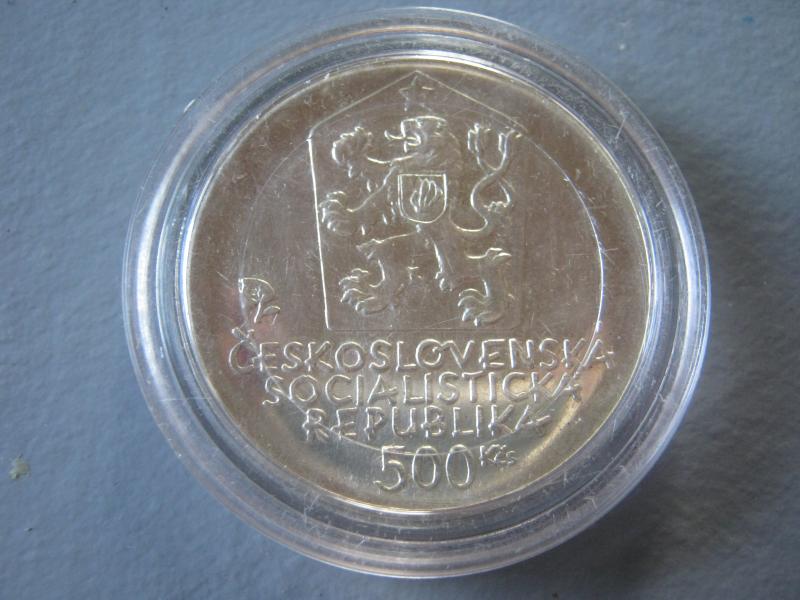 ČESKOSLOVENSKÁ
SOCIALISTICKÁ
REPUBLIKA
500 Kčs